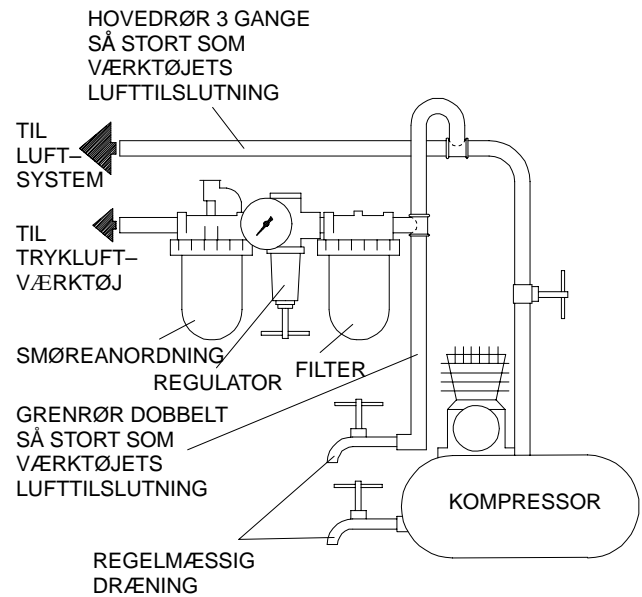 HOVEDRØR 3 GANGE
SÅ STORT SOM
VÆRKTØJETS
LUFTTILSLUTNING
TIL
LUFT–
SYSTEM
TIL
TRYKLUFT–
VÆRKTØJ
SMØREANORDNING
REGULATOR
FILTER
GRENRØR DOBBELT
SÅ STORT SOM
VÆRKTØJETS
LUFTTILSLUTNING
KOMPRESSOR
REGELMÆSSIG
DRÆNING